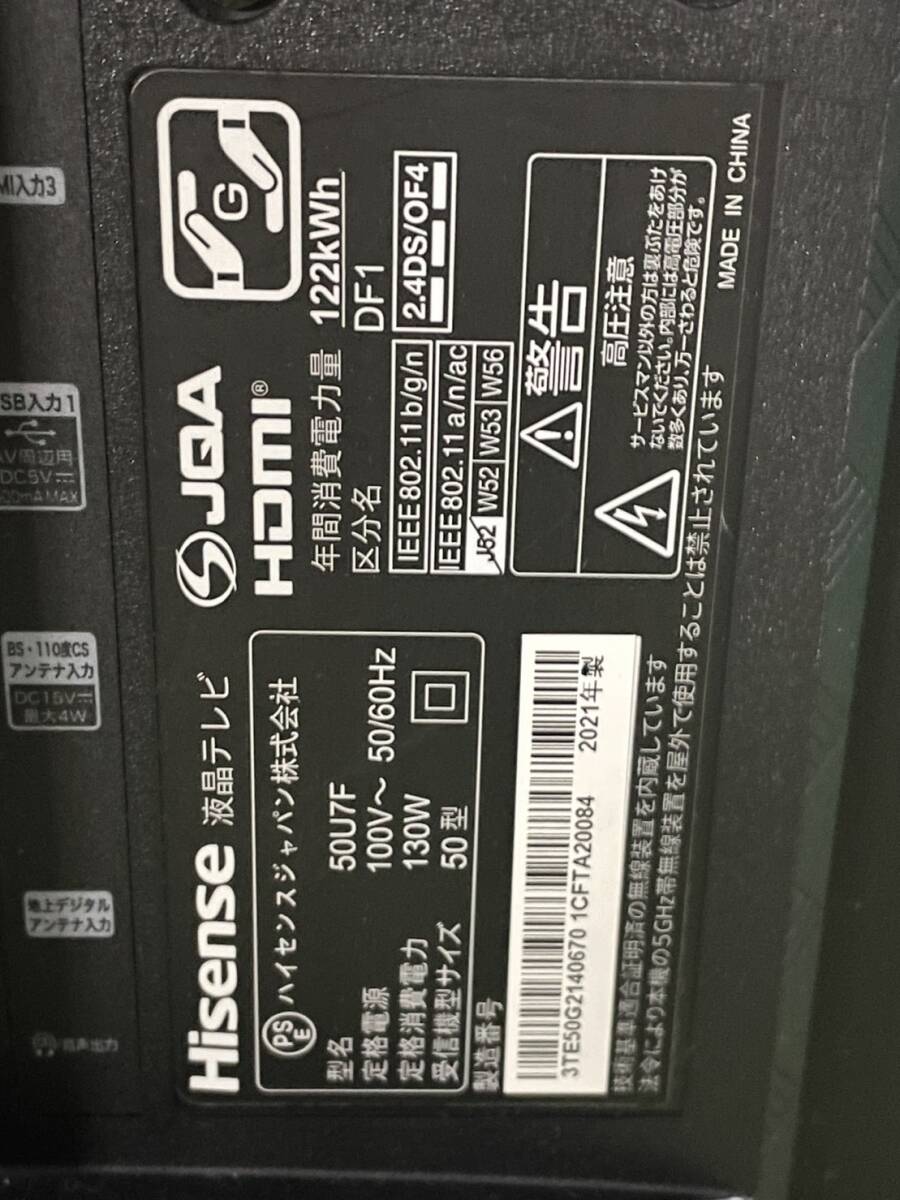 Hisense 液晶テレビ
PSE ハイセンスジャパン株式会社
型名 50U7F
定格電源 100V～ 50/60Hz
定格消費電力 130W
受信機型サイズ 50型
製造番号
3TE50G2140670 1CFTA20084 2021年製
技術基準適合証明済の無線装置を内蔵しています
法令により本機の5GHz帯無線装置を屋外で使用することは禁止されています
JQA
HDMI®
G
年間消費電力量 122kWh
区分名 DF1
IEEE802.11b/g/n
2.4DS/OF4
IEEE802.11a/n/ac
J52 W52 W53 W56
警告
高圧注意
サービスマン以外の方は裏ぶたをあけ
ないでください。内部には高電圧部分が
数多くあり、万一さわると危険です。
MADE IN CHINA
音声出力
地上デジタル
アンテナ入力
BS・110度CS
アンテナ入力
DC15V
最大4W
SB入力1
AV周辺用
DC5V
500mA MAX
MI入力3